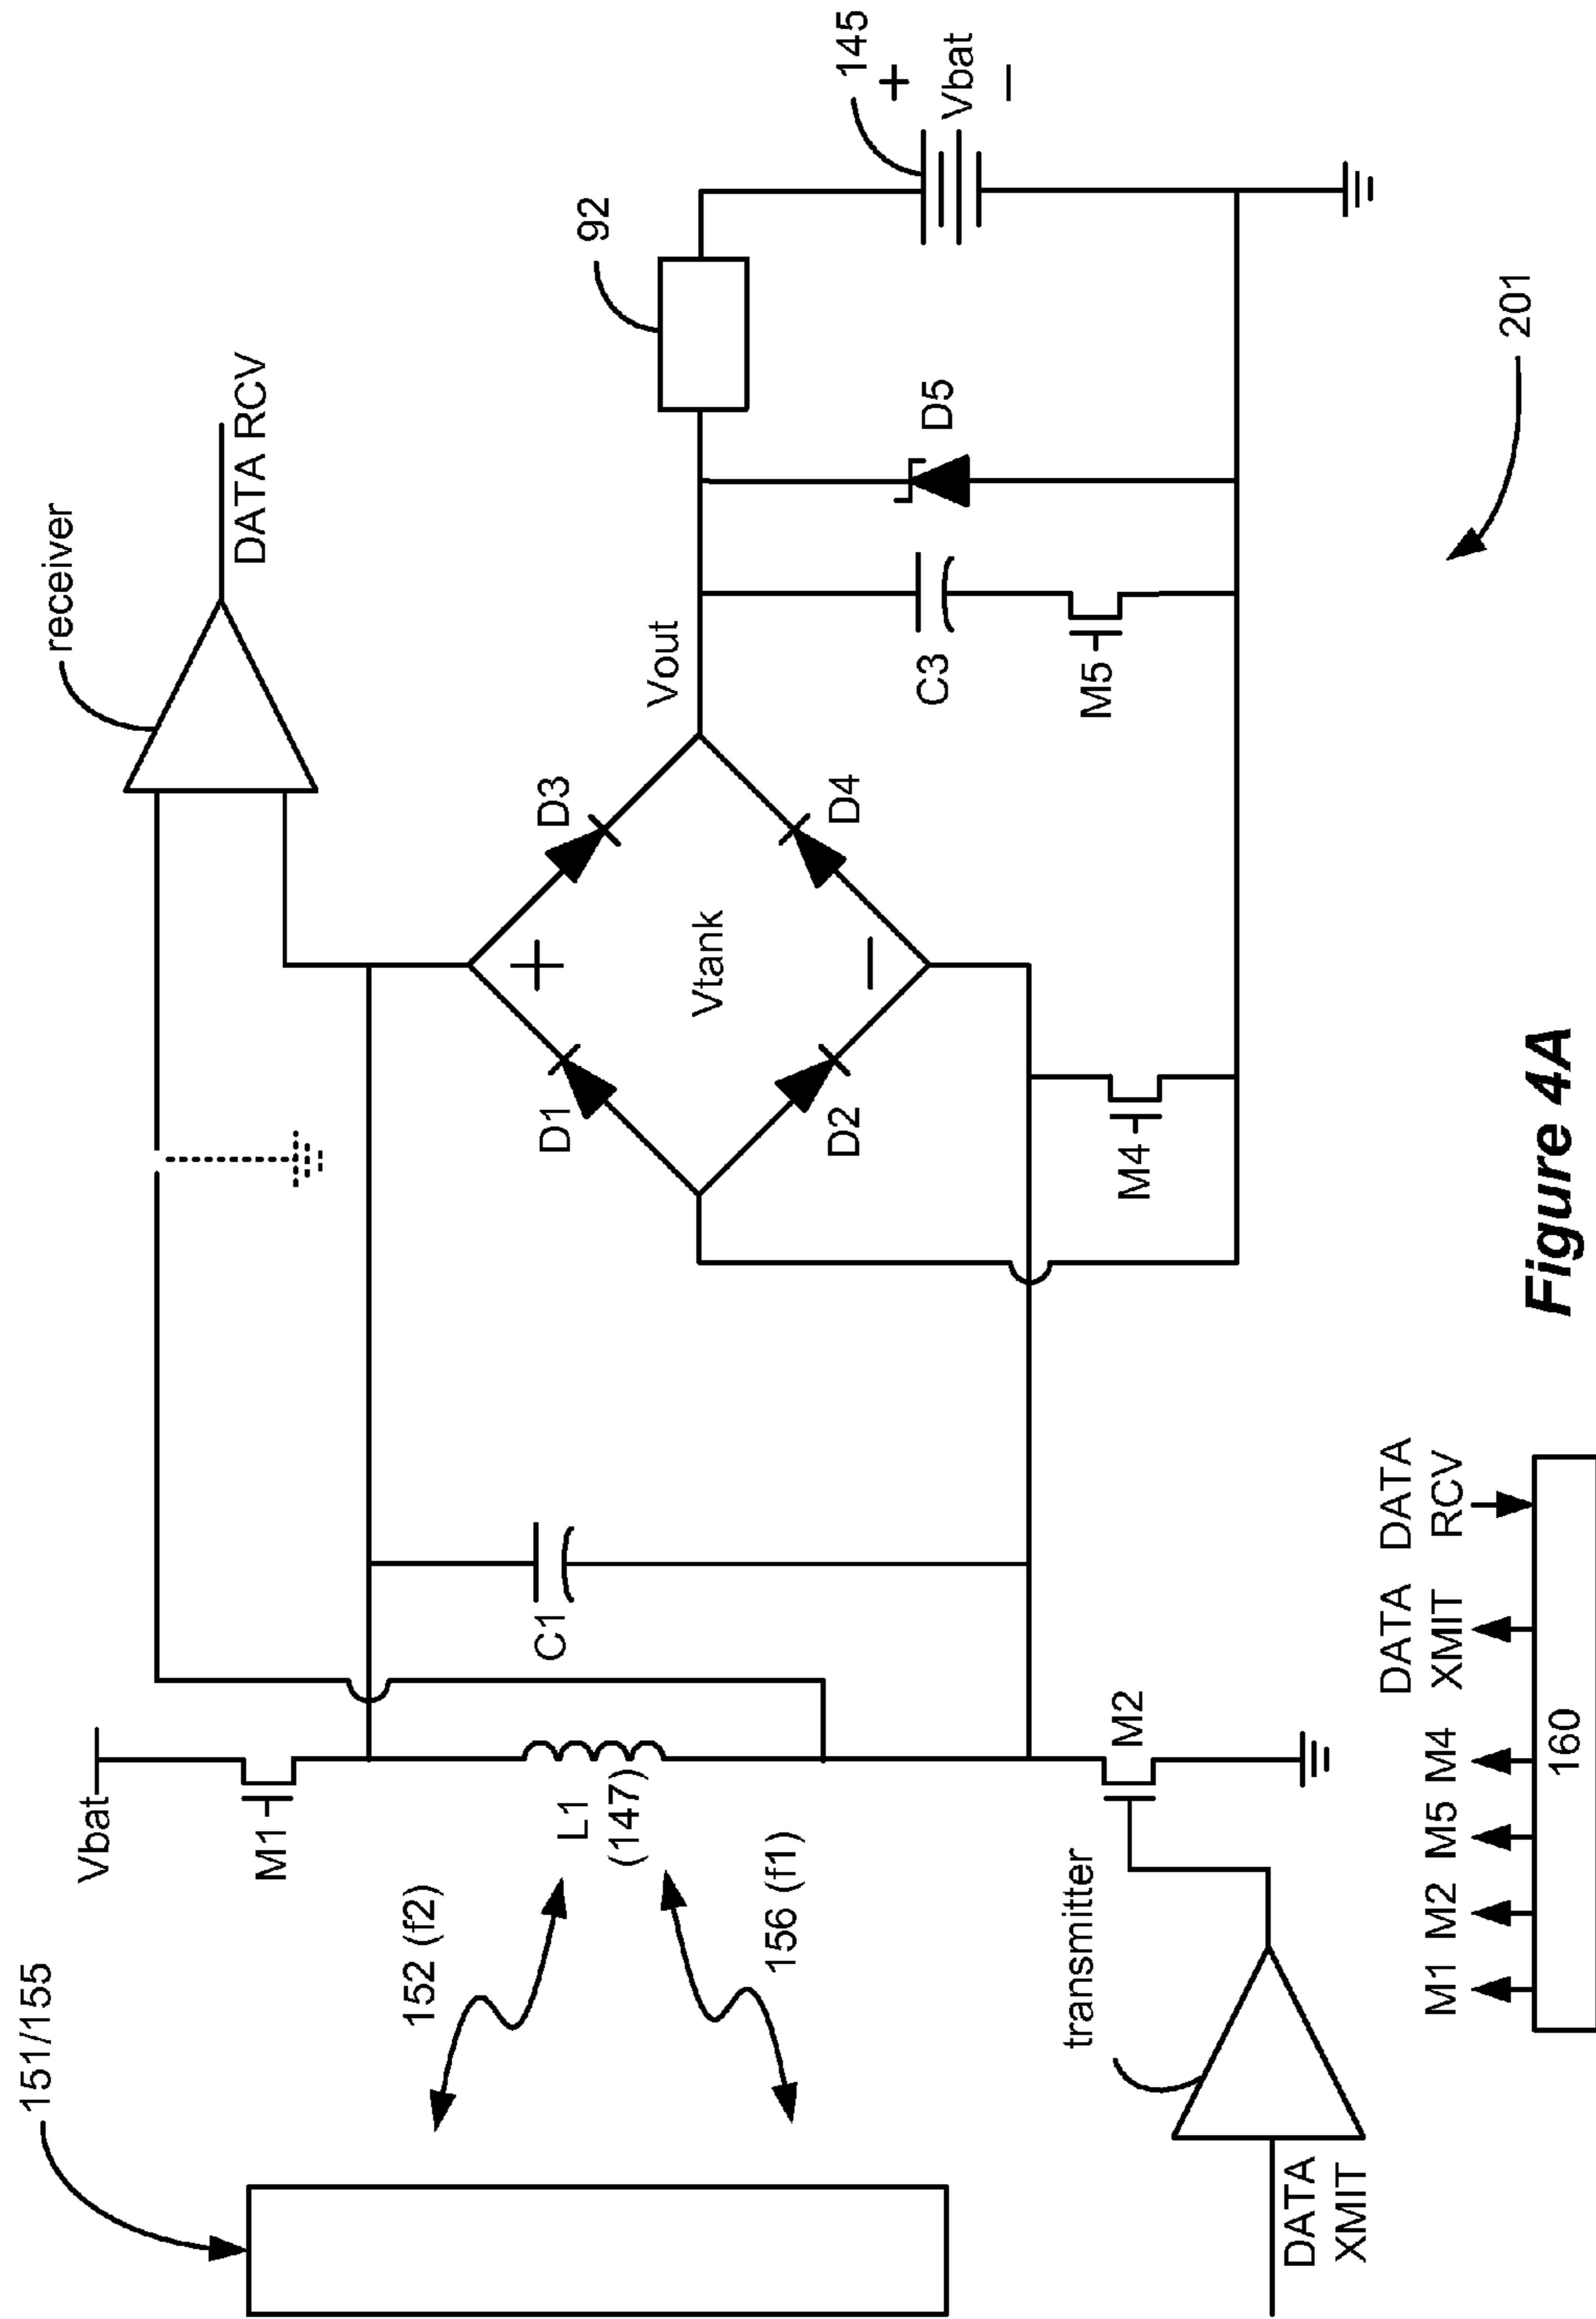 151/155
Vbat
M1
152 (f2)
L1
(147)
156 (f1)
C1
transmitter
M2
DATA
XMIT
receiver
DATA RCV
D1
D3
Vtank
D2
D4
M4
Vout
C3
M5
D5
92
145
+
Vbat
−
201
M1 M2 M5 M4
DATA
XMIT
DATA
RCV
160
Figure 4A